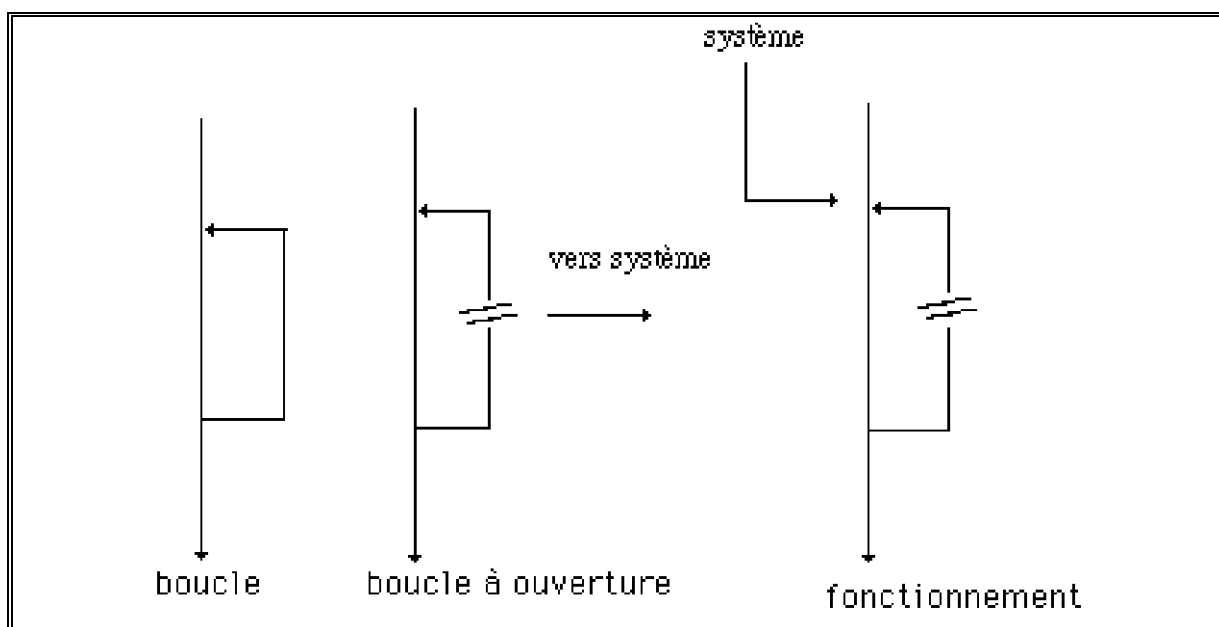 système
vers système
boucle
boucle à ouverture
fonctionnement